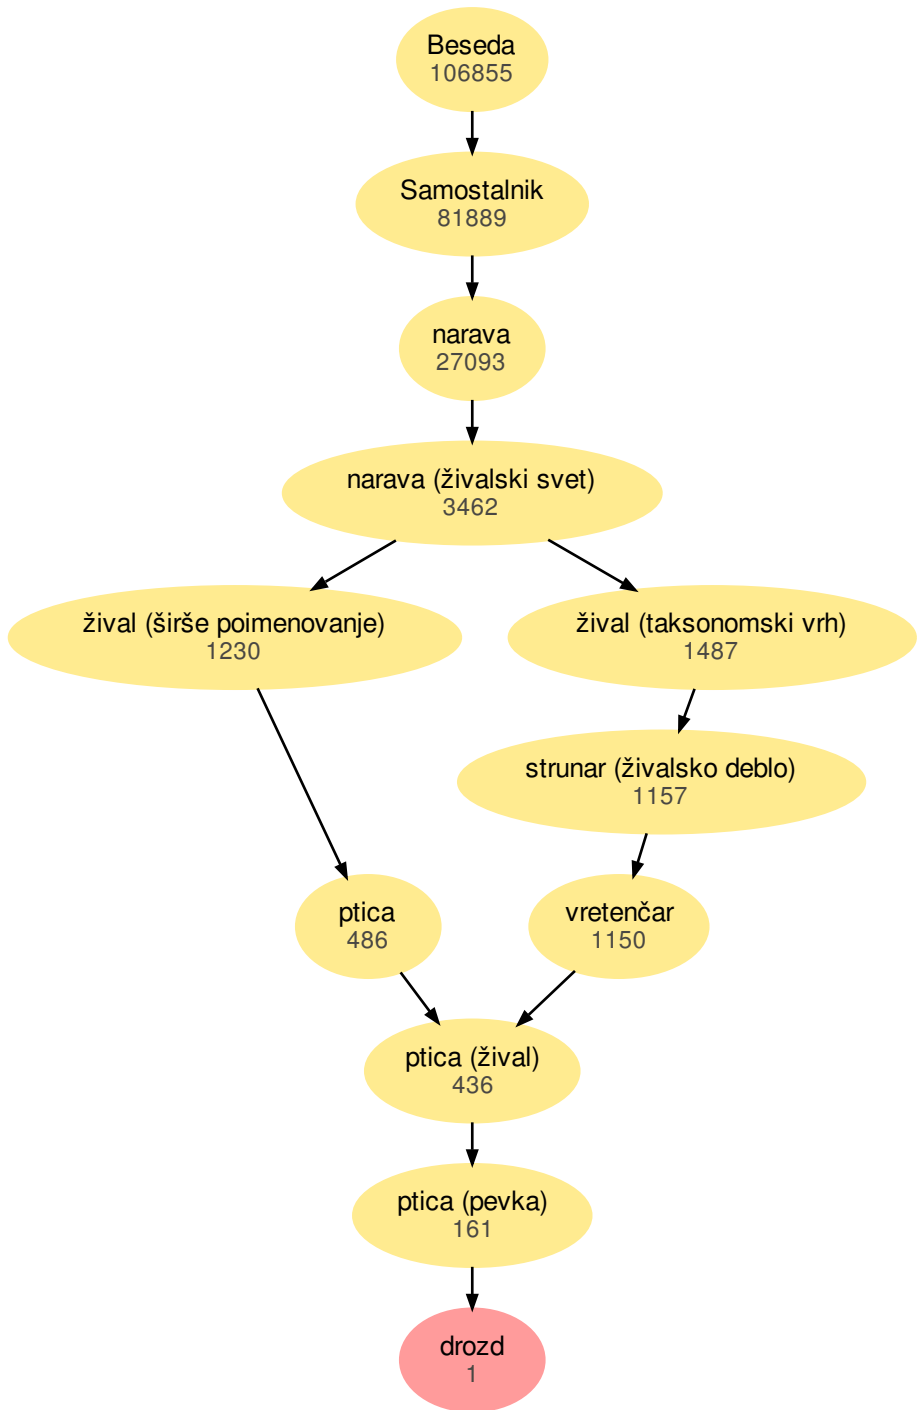 Beseda
106855
Samostalnik
81889
narava
27093
narava (živalski svet)
3462
žival (širše poimenovanje)
1230
žival (taksonomski vrh)
1487
strunar (živalsko deblo)
1157
ptica
486
vretenčar
1150
ptica (žival)
436
ptica (pevka)
161
drozd
1